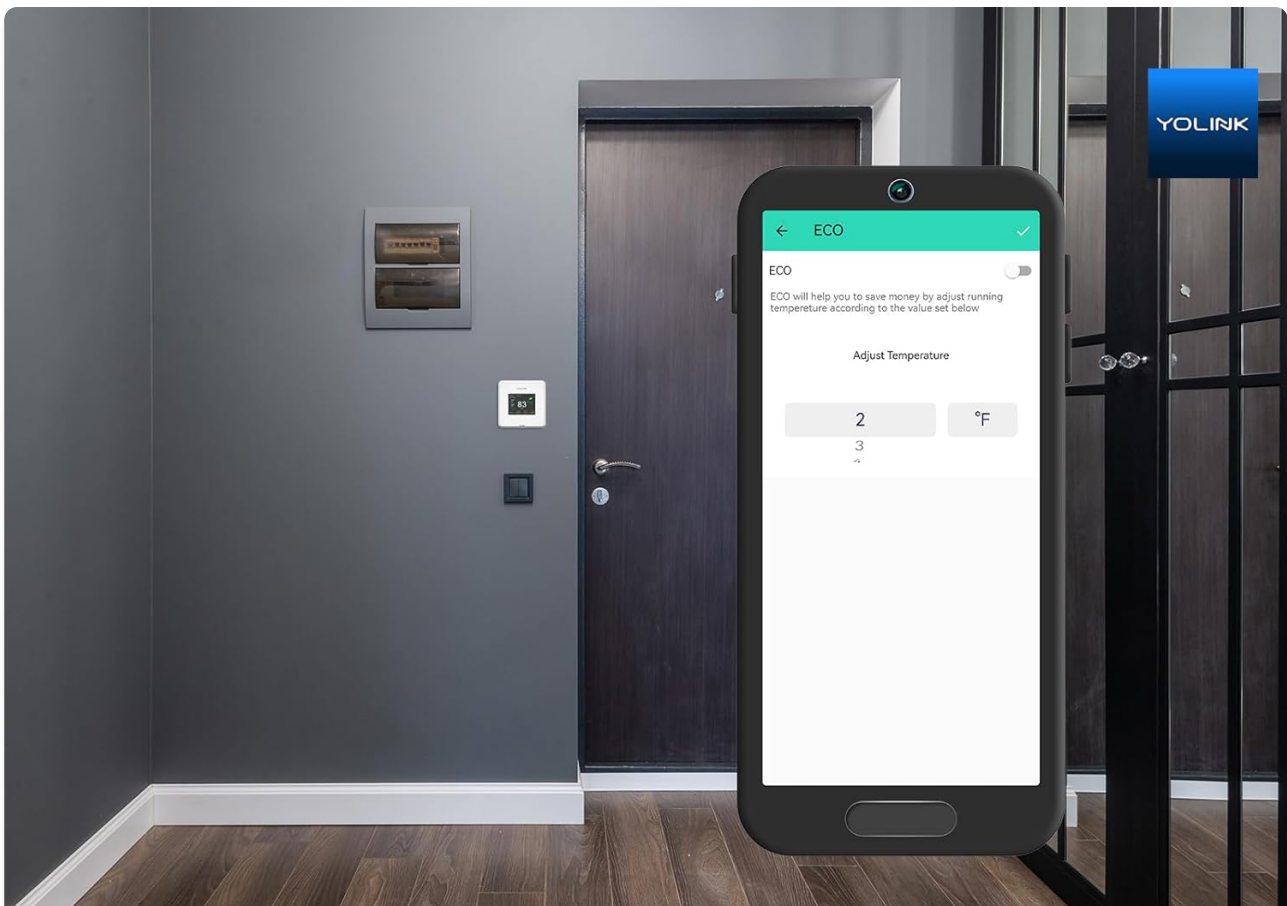 YOLINK
ECO
ECO
ECO will help you to save money by adjust running
tempereture according to the value set below
Adjust Temperature
2
°F
3
83